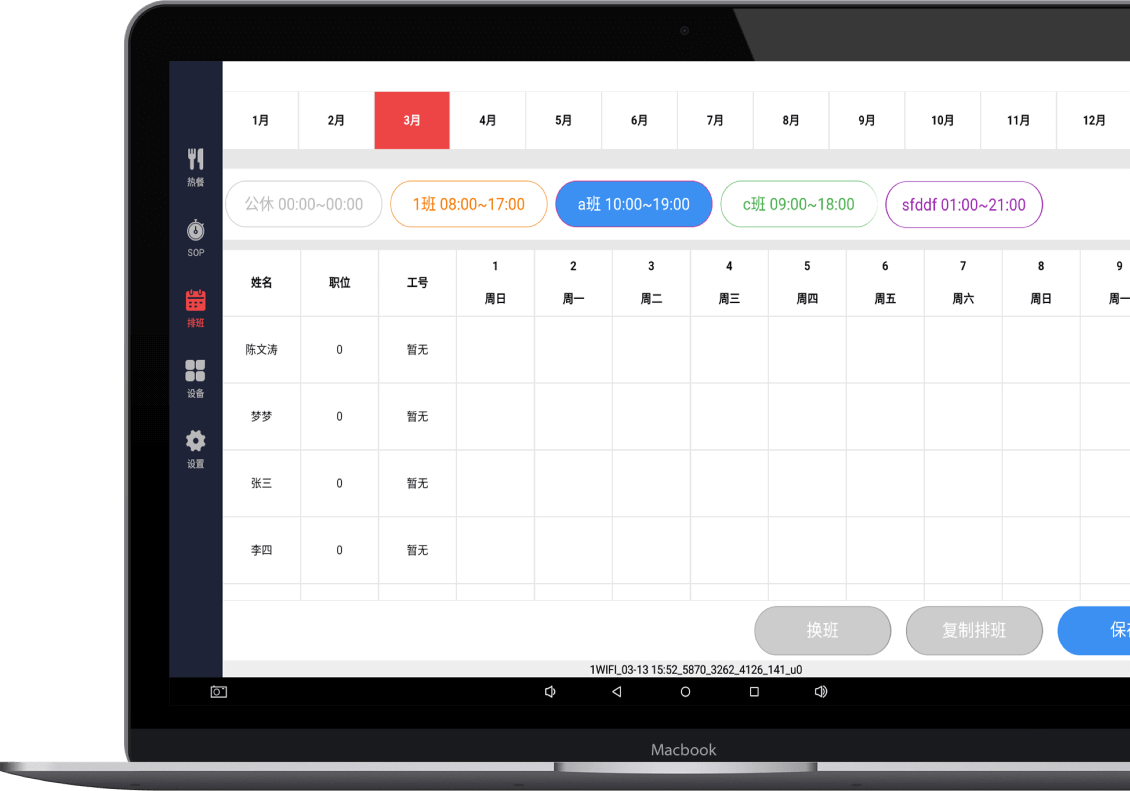 1月 2月 3月 4月 5月 6月 7月 8月 9月 10月 11月 12月
热餐
SOP
排班
设备
设置
公休 00:00~00:00 1班 08:00~17:00 a班 10:00~19:00 c班 09:00~18:00 sfddf 01:00~21:00
姓名 职位 工号
1 2 3 4 5 6 7 8 9
周日 周一 周二 周三 周四 周五 周六 周日 周一
陈文涛 0 暂无
梦梦 0 暂无
张三 0 暂无
李四 0 暂无
换班 复制排班 保
1WIFI_03-13 15:52_5870_3262_4126_141_u0
Macbook